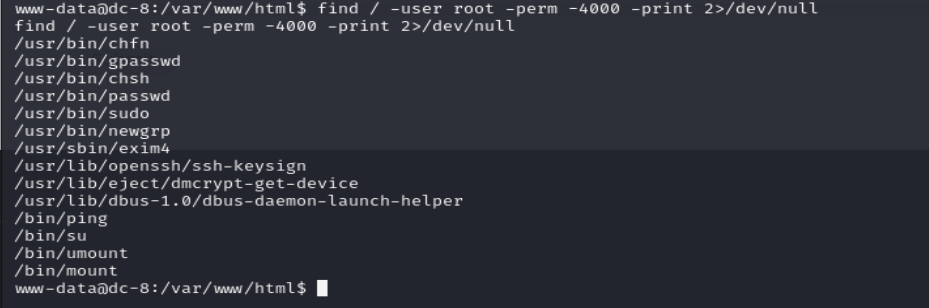 www-data@dc-8:/var/www/html$ find / -user root -perm -4000 -print 2>/dev/null
find / -user root -perm -4000 -print 2>/dev/null
/usr/bin/chfn
/usr/bin/gpasswd
/usr/bin/chsh
/usr/bin/passwd
/usr/bin/sudo
/usr/bin/newgrp
/usr/sbin/exim4
/usr/lib/openssh/ssh-keysign
/usr/lib/eject/dmcrypt-get-device
/usr/lib/dbus-1.0/dbus-daemon-launch-helper
/bin/ping
/bin/su
/bin/umount
/bin/mount
www-data@dc-8:/var/www/html$